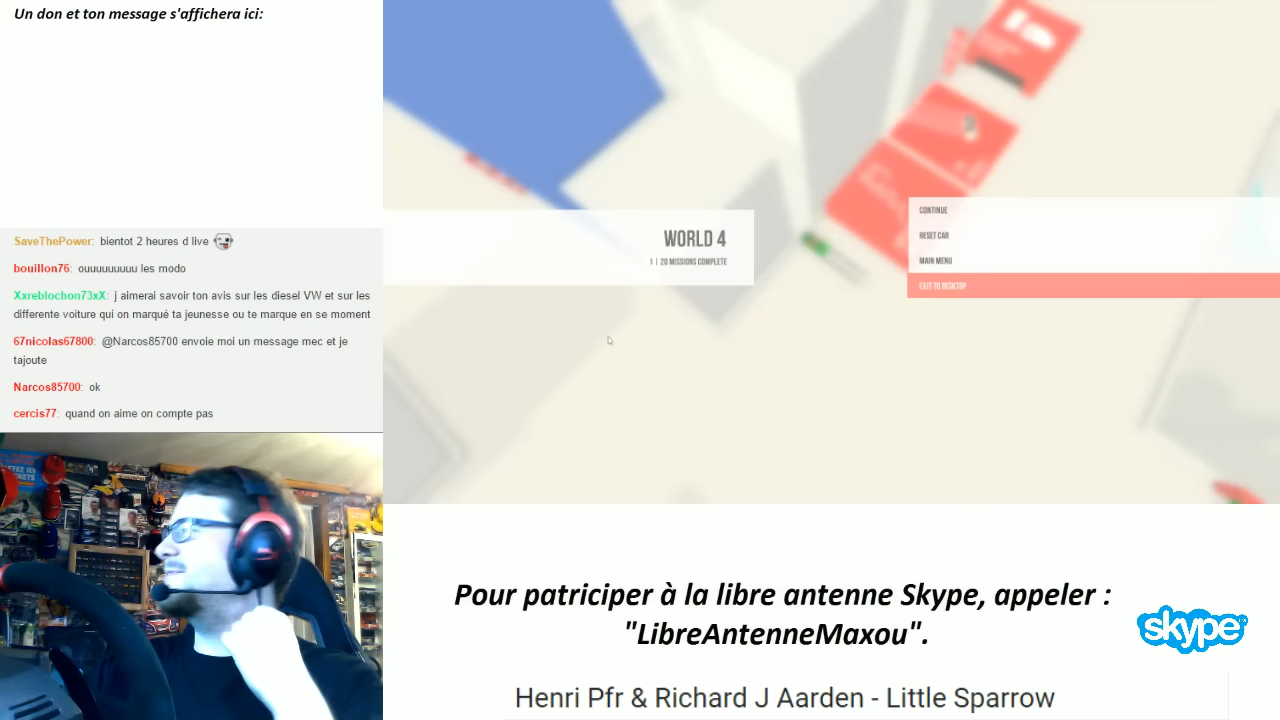 Un don et ton message s'affichera ici:
SaveThePower: bientot 2 heures d live
bouillon76: ouuuuuuuuu les modo
Xxreblochon73xX: j aimerai savoir ton avis sur les diesel VW et sur les
differente voiture qui on marqué ta jeunesse ou te marque en se moment
67nicolas67800: @Narcos85700 envoie moi un message mec et je
tajoute
Narcos85700: ok
cercis77: quand on aime on compte pas
WORLD 4
1 | 20 MISSIONS COMPLETE
CONTINUE
RESET CAR
MAIN MENU
EXIT TO DESKTOP
Pour patriciper à la libre antenne Skype, appeler :
"LibreAntenneMaxou".
skype
Henri Pfr & Richard J Aarden - Little Sparrow